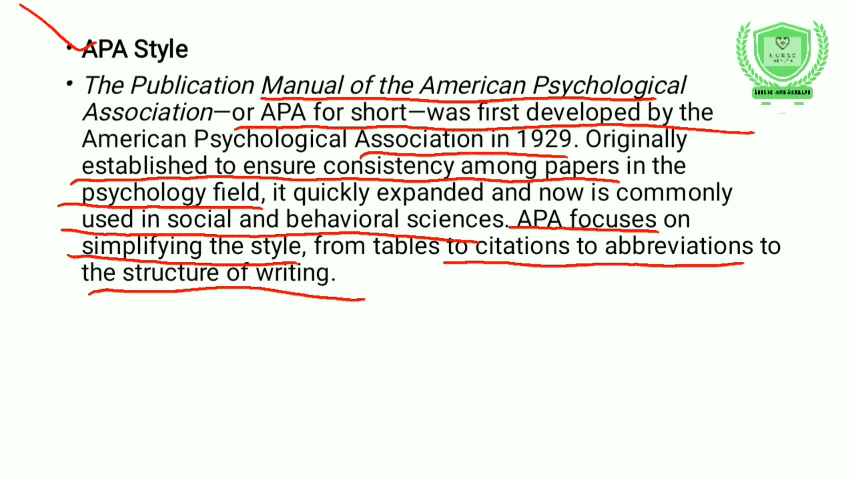 • APA Style
• The Publication Manual of the American Psychological
Association—or APA for short—was first developed by the
American Psychological Association in 1929. Originally
established to ensure consistency among papers in the
psychology field, it quickly expanded and now is commonly
used in social and behavioral sciences. APA focuses on
simplifying the style, from tables to citations to abbreviations to
the structure of writing.
NURSE